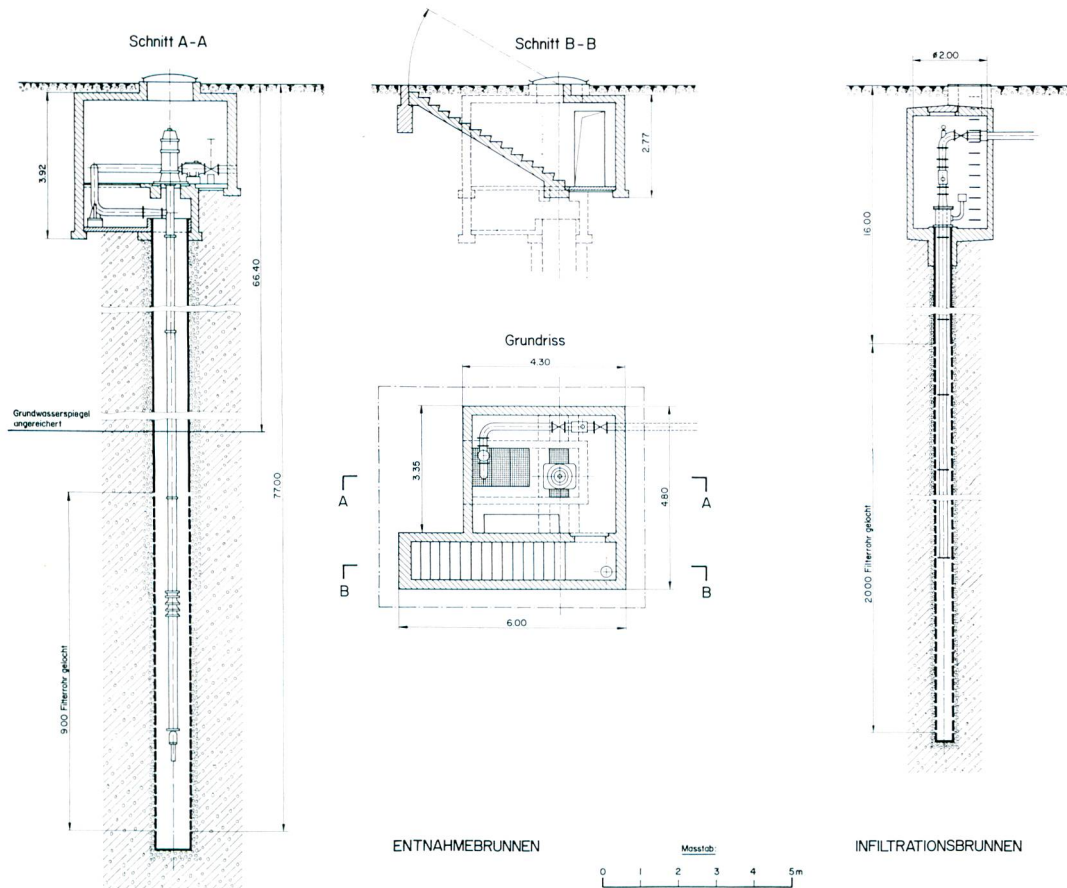 Schnitt A-A
3.92
66.40
77.00
Grundwasserspiegel
angereichert
9.00 Filterrohr gelocht
Schnitt B-B
2.77
Grundriss
4.30
3.35
4.80
A
A
B
B
6.00
ENTNAHMEBRUNNEN
Masstab:
0 1 2 3 4 5m
ø2.00
16.00
20.00 Filterrohr gelocht
INFILTRATIONSBRUNNEN